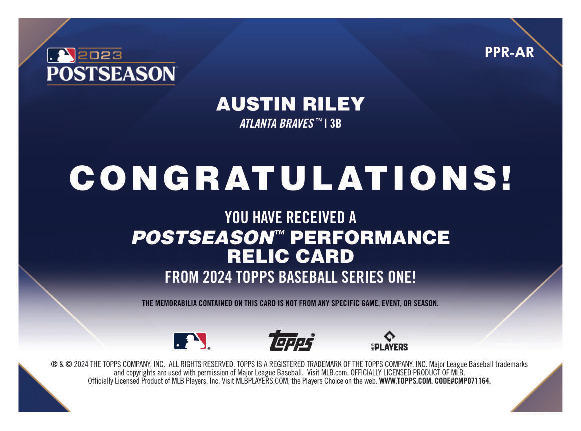 2023
POSTSEASON
PPR-AR
AUSTIN RILEY
ATLANTA BRAVES™ | 3B
CONGRATULATIONS!
YOU HAVE RECEIVED A
POSTSEASON™ PERFORMANCE
RELIC CARD
FROM 2024 TOPPS BASEBALL SERIES ONE!
THE MEMORABILIA CONTAINED ON THIS CARD IS NOT FROM ANY SPECIFIC GAME, EVENT, OR SEASON.
Topps
PLAYERS
® & © 2024 THE TOPPS COMPANY, INC. ALL RIGHTS RESERVED. TOPPS IS A REGISTERED TRADEMARK OF THE TOPPS COMPANY, INC. Major League Baseball trademarks
and copyrights are used with permission of Major League Baseball. Visit MLB.com. OFFICIALLY LICENSED PRODUCT OF MLB.
Officially Licensed Product of MLB Players, Inc. Visit MLBPLAYERS.COM, the Players Choice on the web. WWW.TOPPS.COM. CODE#CMP071164.